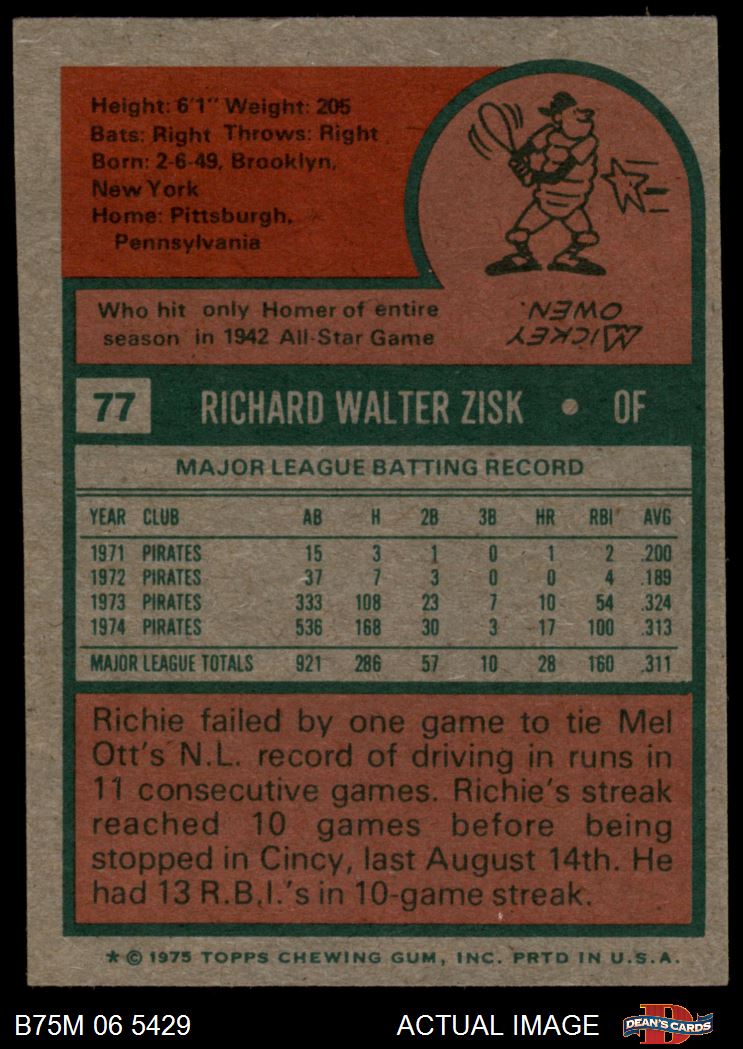 Height: 6'1" Weight: 205
Bats: Right Throws: Right
Born: 2-6-49, Brooklyn,
New York
Home: Pittsburgh,
Pennsylvania
Who hit only Homer of entire
season in 1942 All-Star Game
MICKEY
OWEN.
77 RICHARD WALTER ZISK • OF
MAJOR LEAGUE BATTING RECORD
YEAR CLUB AB H 2B 3B HR RBI AVG
1971 PIRATES 15 3 1 0 1 2 .200
1972 PIRATES 37 7 3 0 0 4 .189
1973 PIRATES 333 108 23 7 10 54 .324
1974 PIRATES 536 168 30 3 17 100 .313
MAJOR LEAGUE TOTALS 921 286 57 10 28 160 .311
Richie failed by one game to tie Mel
Ott's N.L. record of driving in runs in
11 consecutive games. Richie's streak
reached 10 games before being
stopped in Cincy, last August 14th. He
had 13 R.B.I.'s in 10-game streak.
* © 1975 TOPPS CHEWING GUM, INC. PRTD IN U.S.A.
B75M 06 5429 ACTUAL IMAGE D DEAN'S CARDS